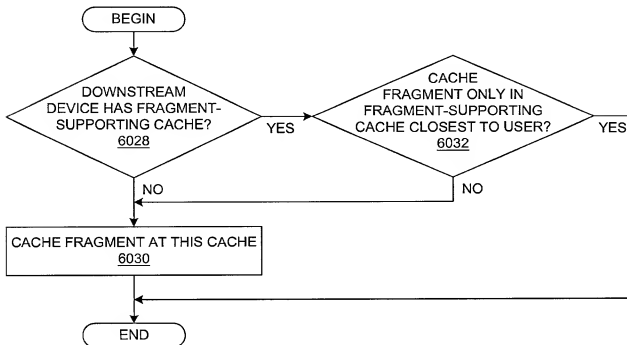 BEGIN
DOWNSTREAM
DEVICE HAS FRAGMENT-
SUPPORTING CACHE?
6028
YES
NO
CACHE
FRAGMENT ONLY IN
FRAGMENT-SUPPORTING
CACHE CLOSEST TO USER?
6032
YES
NO
CACHE FRAGMENT AT THIS CACHE
6030
END